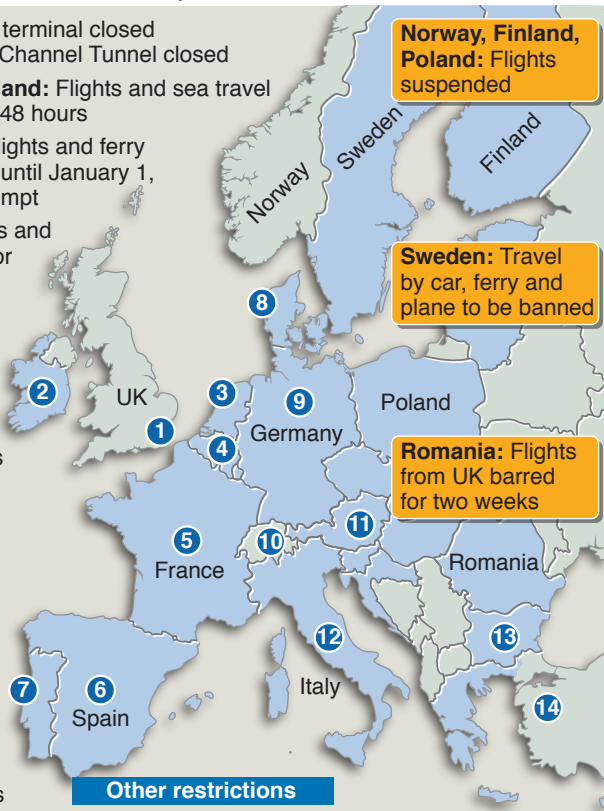 terminal closed
Channel Tunnel closed
land: Flights and sea travel
48 hours
ights and ferry
until January 1,
mpt
s and
or
s
s
Norway, Finland,
Poland: Flights
suspended
Sweden: Travel
by car, ferry and
plane to be banned
Romania: Flights
from UK barred
for two weeks
Norway
Sweden
Finland
8
2
UK
1
3
4
9
Germany
Poland
5
France
10
11
Romania
12
Italy
13
14
7
6
Spain
Other restrictions